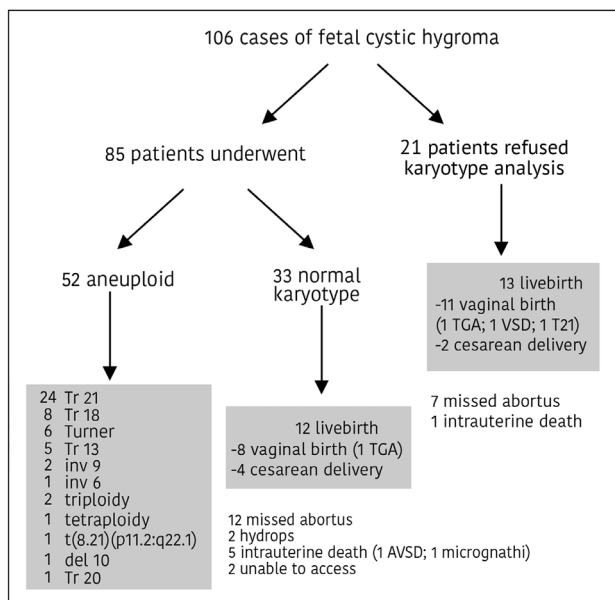 106 cases of fetal cystic hygroma
85 patients underwent
21 patients refused
karyotype analysis
52 aneuploid
33 normal
karyotype
13 livebirth
-11 vaginal birth
(1 TGA; 1 VSD; 1 T21)
-2 cesarean delivery
7 missed abortus
1 intrauterine death
24 Tr 21
8 Tr 18
6 Turner
5 Tr 13
2 inv 9
1 inv 6
2 triploidy
1 tetraploidy
1 t(8.21)(p11.2:q22.1)
1 del 10
1 Tr 20
12 livebirth
-8 vaginal birth (1 TGA)
-4 cesarean delivery
12 missed abortus
2 hydrops
5 intrauterine death (1 AVSD; 1 micrognathi)
2 unable to access